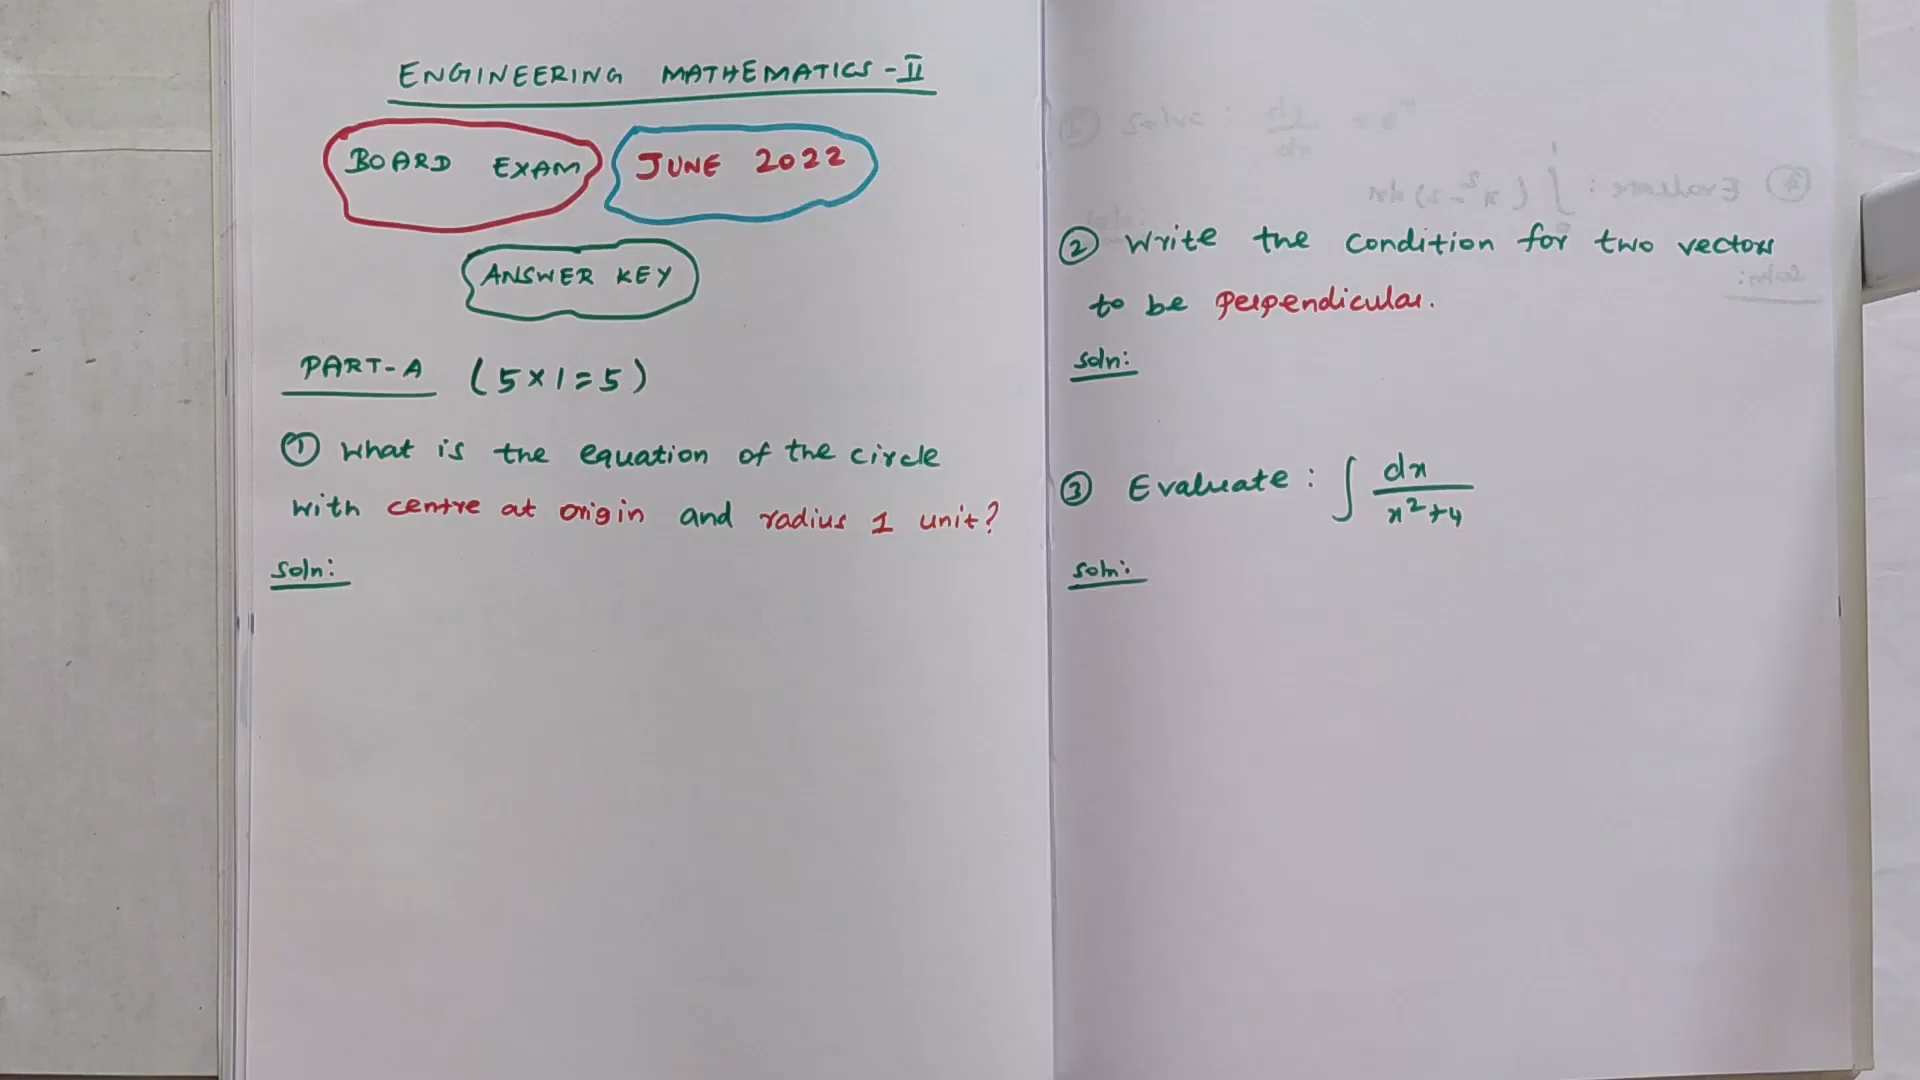 ENGINEERING MATHEMATICS - II
BOARD EXAM JUNE 2022
ANSWER KEY
PART-A (5×1=5)
① What is the equation of the circle
with centre at origin and radius 1 unit?
Soln:
② Write the condition for two vectors
to be perpendicular.
Soln:
③ Evaluate: ∫ dx / x²+4
Soln: